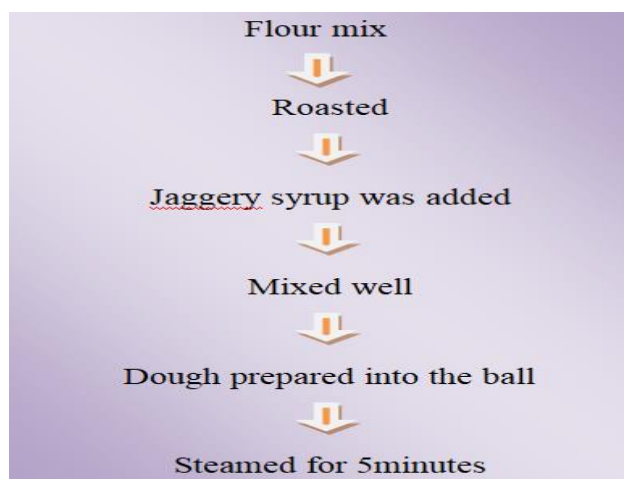 Flour mix
Roasted
Jaggery syrup was added
Mixed well
Dough prepared into the ball
Steamed for 5minutes